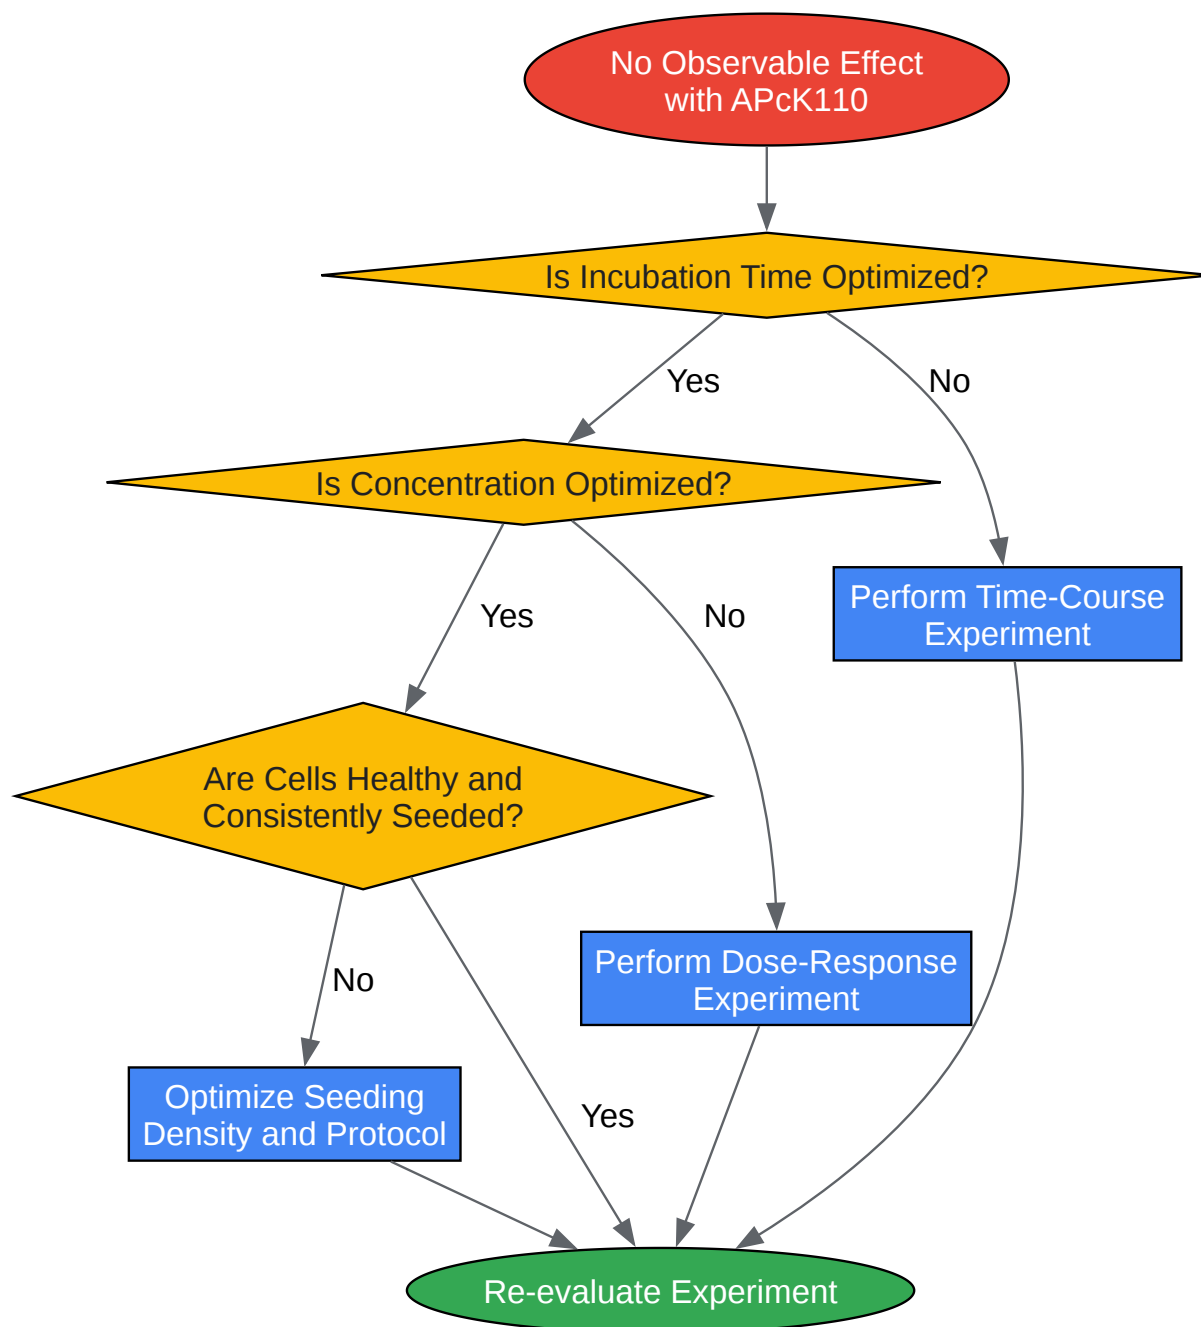 No Observable Effect
with APcK110
Is Incubation Time Optimized?
Yes
No
Is Concentration Optimized?
Perform Time-Course
Experiment
Yes
No
Are Cells Healthy and
Consistently Seeded?
Perform Dose-Response
Experiment
No
Optimize Seeding
Density and Protocol
Yes
Re-evaluate Experiment